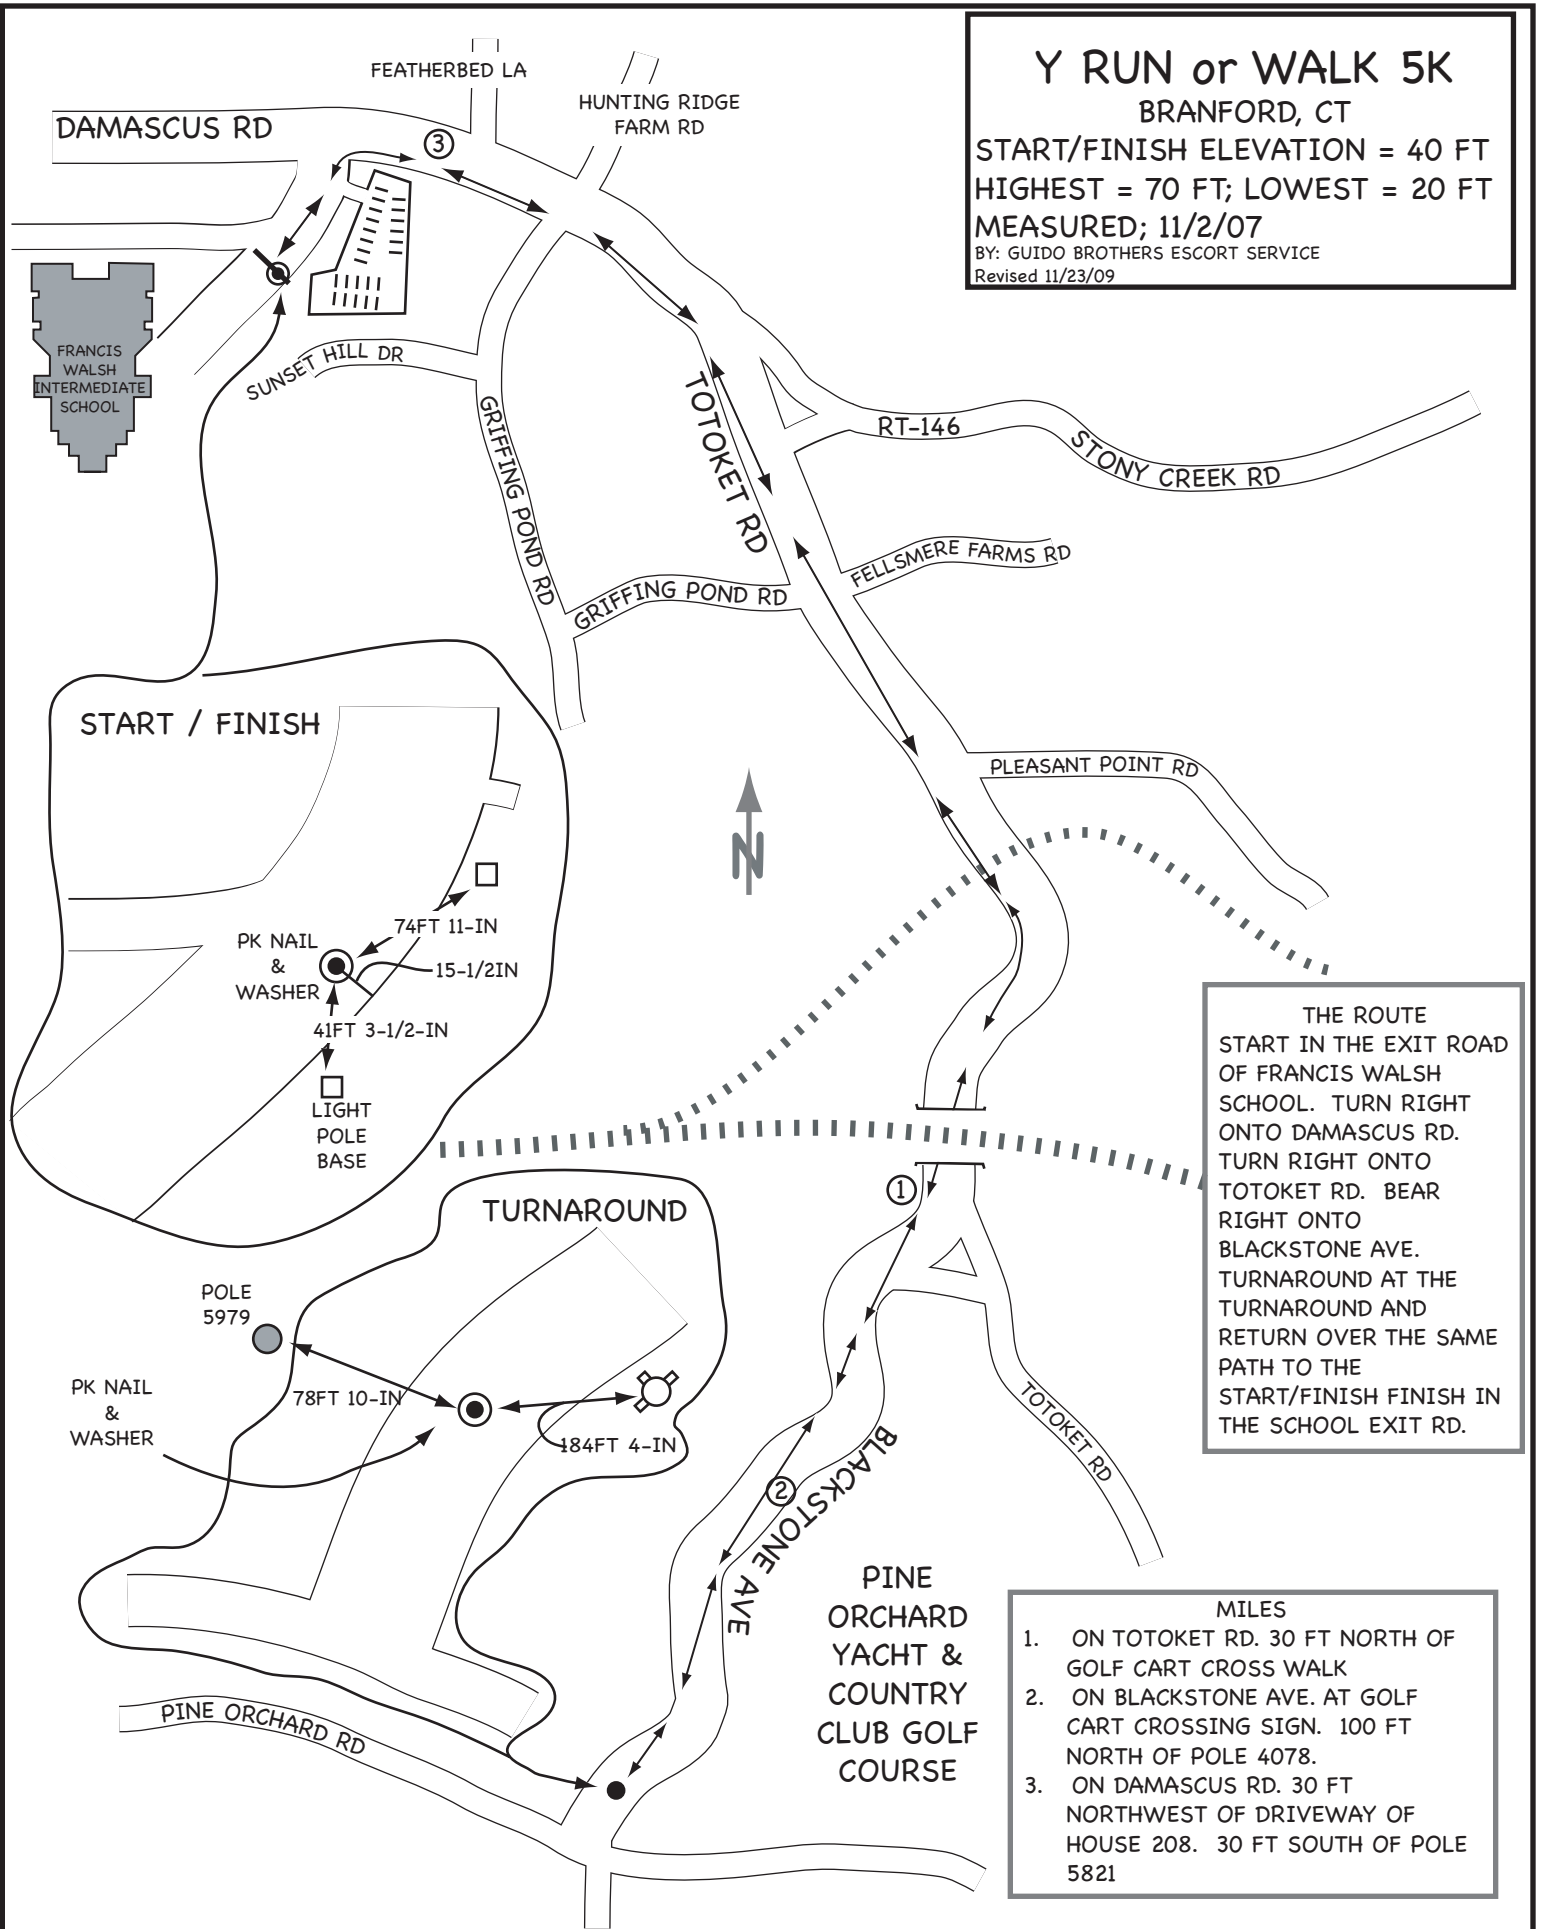 FEATHERBED LA
HUNTING RIDGE
FARM RD
DAMASCUS RD
3
Y RUN or WALK 5K
BRANFORD, CT
START/FINISH ELEVATION = 40 FT
HIGHEST = 70 FT; LOWEST = 20 FT
MEASURED; 11/2/07
BY: GUIDO BROTHERS ESCORT SERVICE
Revised 11/23/09
FRANCIS
WALSH
INTERMEDIATE
SCHOOL
SUNSET HILL DR
GRIFFING POND RD
TOTOKET RD
RT-146
STONY CREEK RD
FELLSMERE FARMS RD
GRIFFING POND RD
PLEASANT POINT RD
START / FINISH
74FT 11-IN
PK NAIL
&
WASHER
15-1/2IN
41FT 3-1/2-IN
LIGHT
POLE
BASE
N
THE ROUTE
START IN THE EXIT ROAD
OF FRANCIS WALSH
SCHOOL. TURN RIGHT
ONTO DAMASCUS RD.
TURN RIGHT ONTO
TOTOKET RD. BEAR
RIGHT ONTO
BLACKSTONE AVE.
TURNAROUND AT THE
TURNAROUND AND
RETURN OVER THE SAME
PATH TO THE
START/FINISH FINISH IN
THE SCHOOL EXIT RD.
1
TURNAROUND
POLE
5979
78FT 10-IN
PK NAIL
&
WASHER
184FT 4-IN
TOTOKET RD
BLACKSTONE AVE
2
PINE
ORCHARD
YACHT &
COUNTRY
CLUB GOLF
COURSE
PINE ORCHARD RD
MILES
1. ON TOTOKET RD. 30 FT NORTH OF
GOLF CART CROSS WALK
2. ON BLACKSTONE AVE. AT GOLF
CART CROSSING SIGN. 100 FT
NORTH OF POLE 4078.
3. ON DAMASCUS RD. 30 FT
NORTHWEST OF DRIVEWAY OF
HOUSE 208. 30 FT SOUTH OF POLE
5821